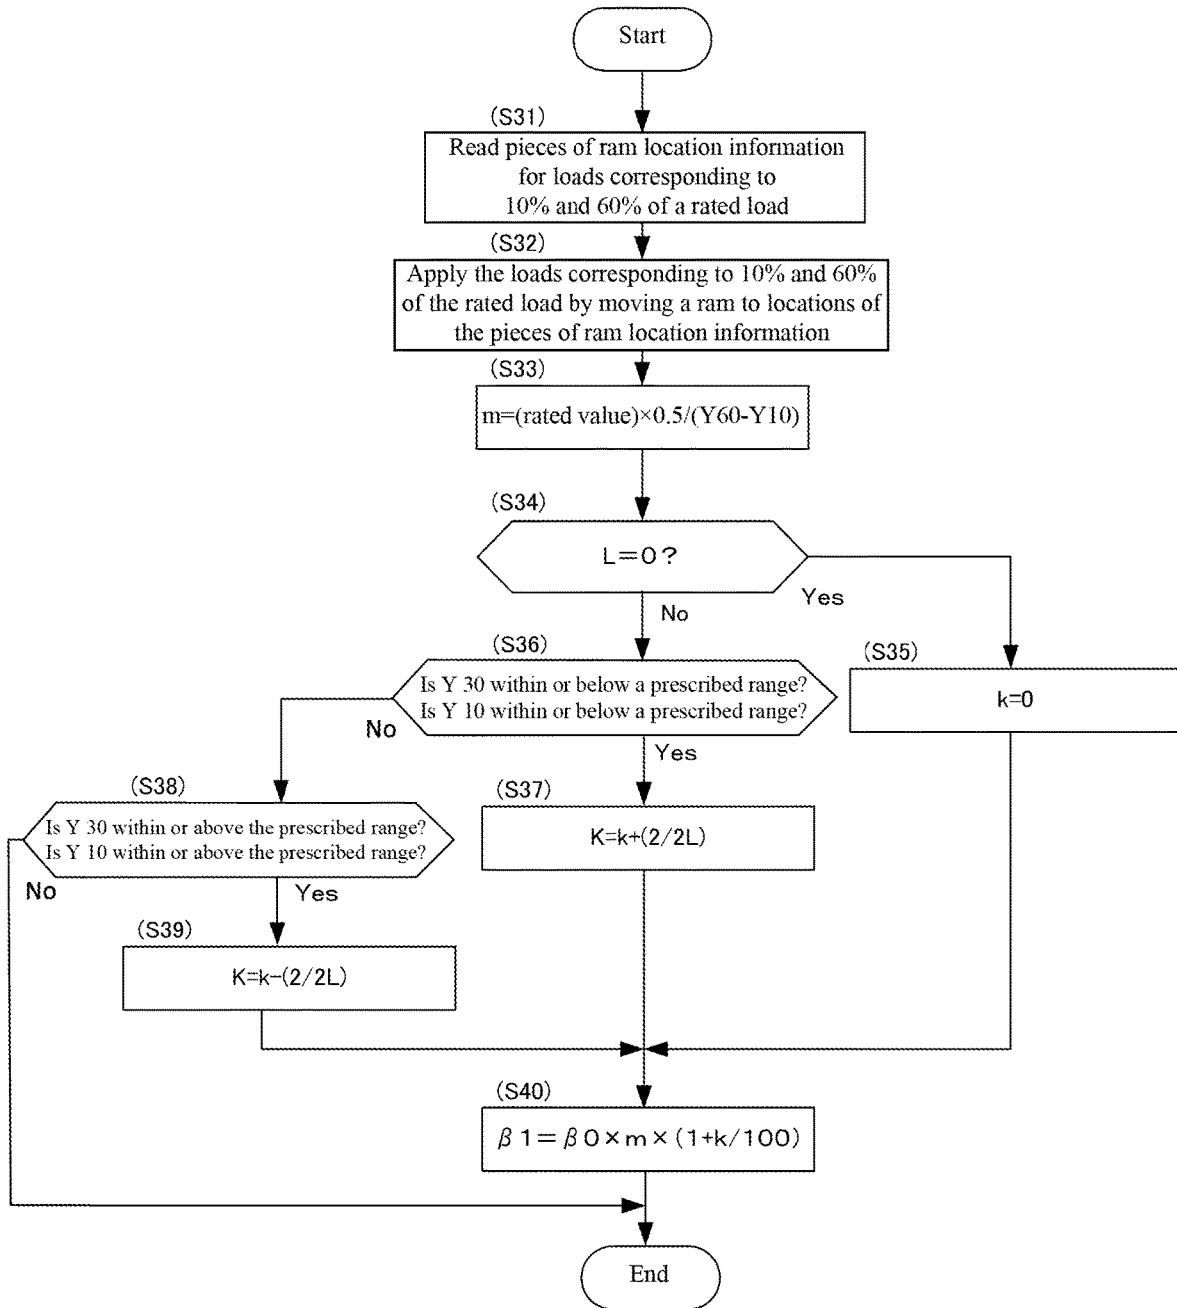 Start
(S31)
Read pieces of ram location information
for loads corresponding to
10% and 60% of a rated load
(S32)
Apply the loads corresponding to 10% and 60%
of the rated load by moving a ram to locations of
the pieces of ram location information
(S33)
m=(rated value)×0.5/(Y60-Y10)
(S34)
L=0?
Yes
No
(S36)
Is Y 30 within or below a prescribed range?
Is Y 10 within or below a prescribed range?
(S35)
k=0
No
Yes
(S38)
Is Y 30 within or above the prescribed range?
Is Y 10 within or above the prescribed range?
(S37)
K=k+(2/2L)
No
Yes
(S39)
K=k-(2/2L)
(S40)
β1=β0×m×(1+k/100)
End